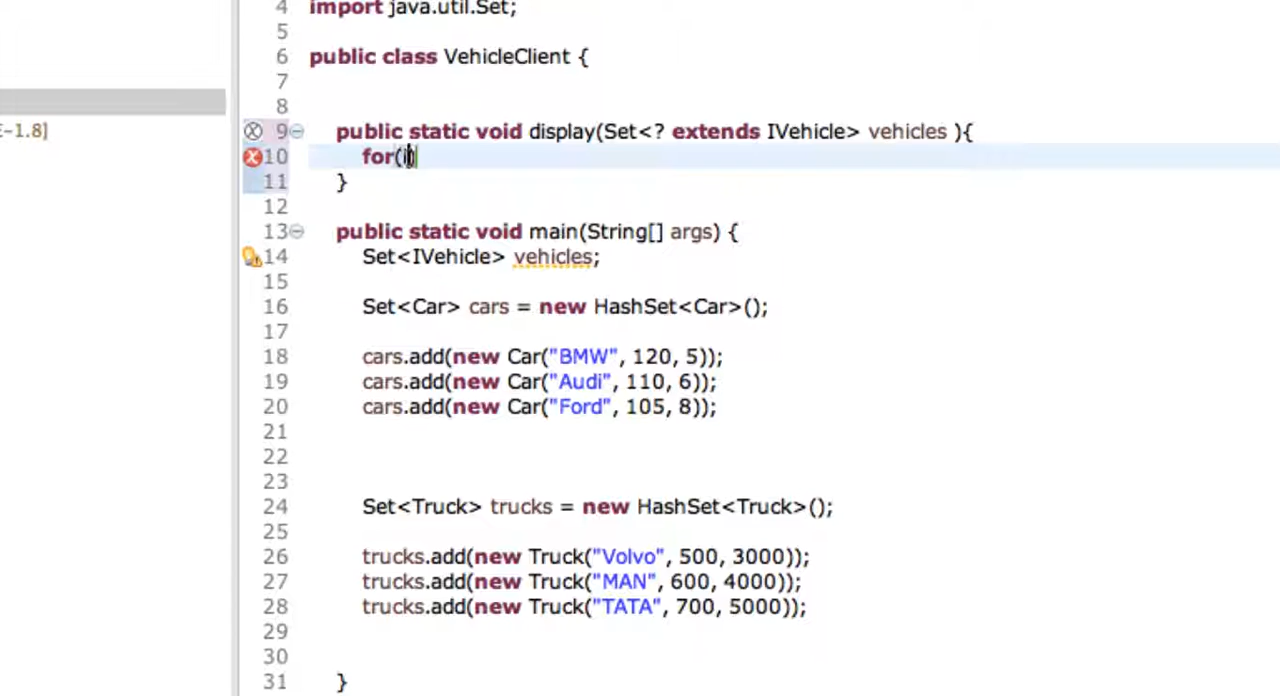 4 import java.util.Set;
5
6 public class VehicleClient {
7
8
E-1.8]
9 public static void display(Set<? extends IVehicle> vehicles ){
10 for(i)
11 }
12
13 public static void main(String[] args) {
14 Set<IVehicle> vehicles;
15
16 Set<Car> cars = new HashSet<Car>();
17
18 cars.add(new Car("BMW", 120, 5));
19 cars.add(new Car("Audi", 110, 6));
20 cars.add(new Car("Ford", 105, 8));
21
22
23
24 Set<Truck> trucks = new HashSet<Truck>();
25
26 trucks.add(new Truck("Volvo", 500, 3000));
27 trucks.add(new Truck("MAN", 600, 4000));
28 trucks.add(new Truck("TATA", 700, 5000));
29
30
31 }